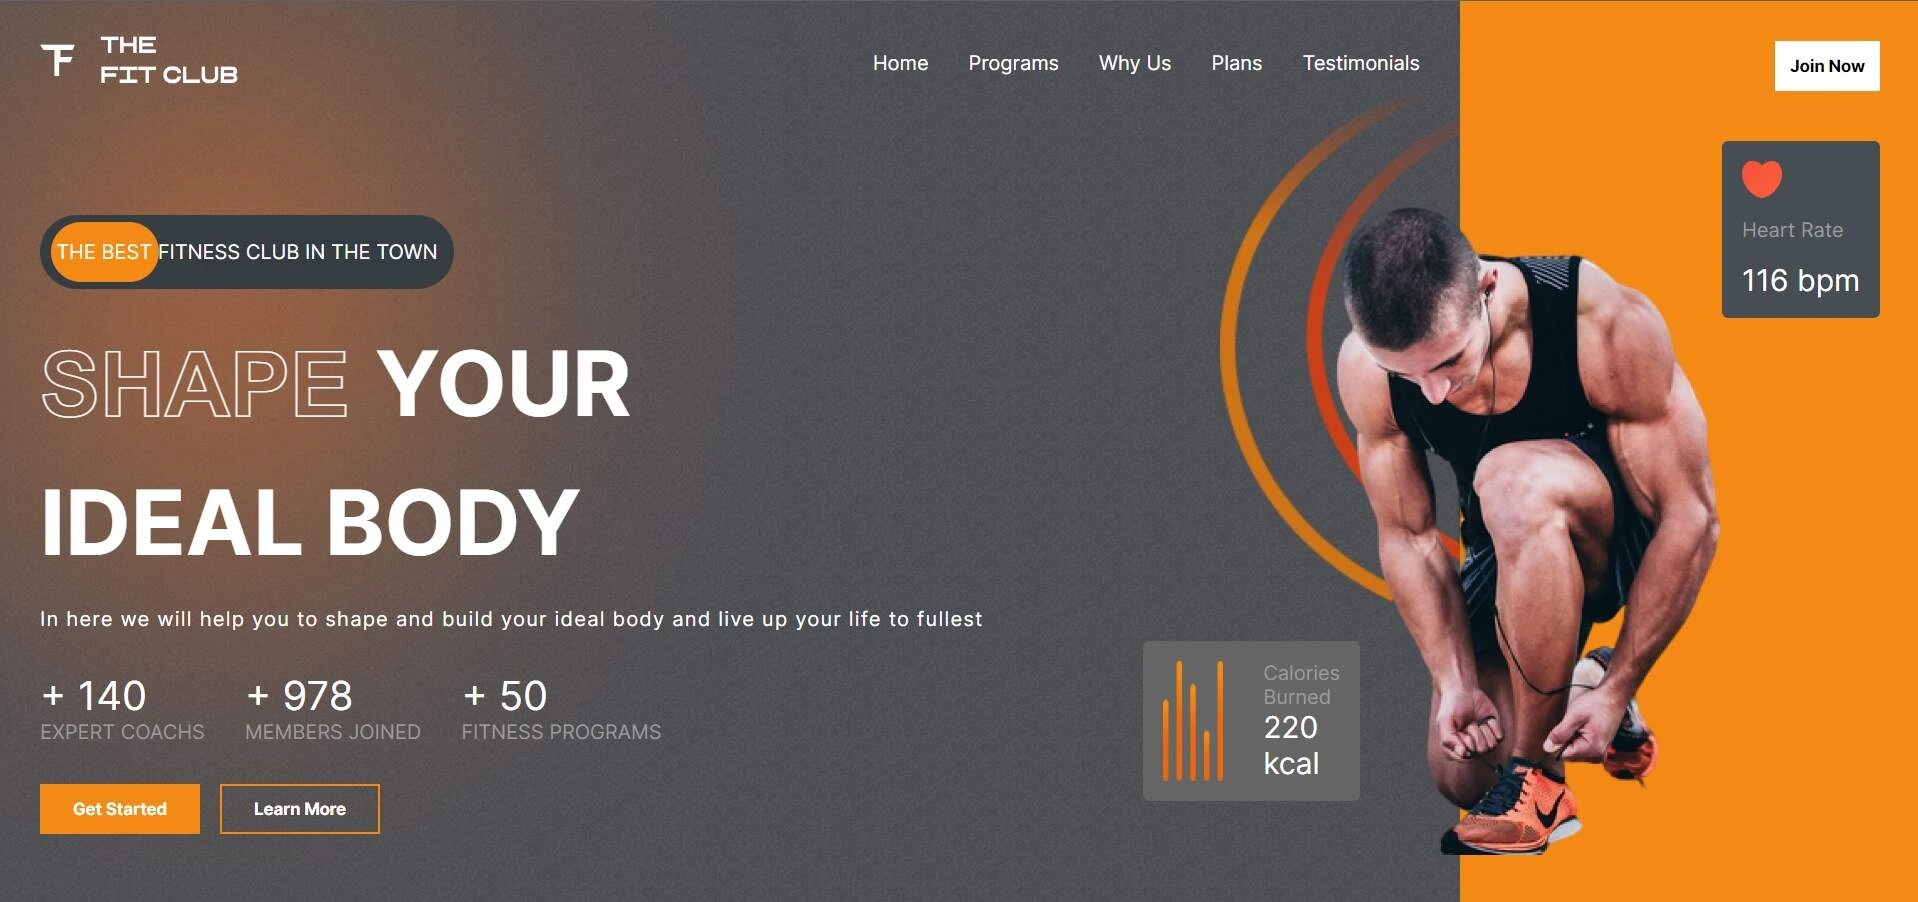 THE
FIT CLUB
Home Programs Why Us Plans Testimonials
Join Now
Heart Rate
116 bpm
THE BEST FITNESS CLUB IN THE TOWN
SHAPE YOUR
IDEAL BODY
In here we will help you to shape and build your ideal body and live up your life to fullest
+ 140
EXPERT COACHS
+ 978
MEMBERS JOINED
+ 50
FITNESS PROGRAMS
Get Started
Learn More
Calories
Burned
220
kcal